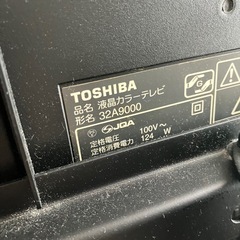 TOSHIBA
品名 液晶カラーテレビ
形名 32A9000
JQA
定格電圧 100V～
定格消費電力 124 W